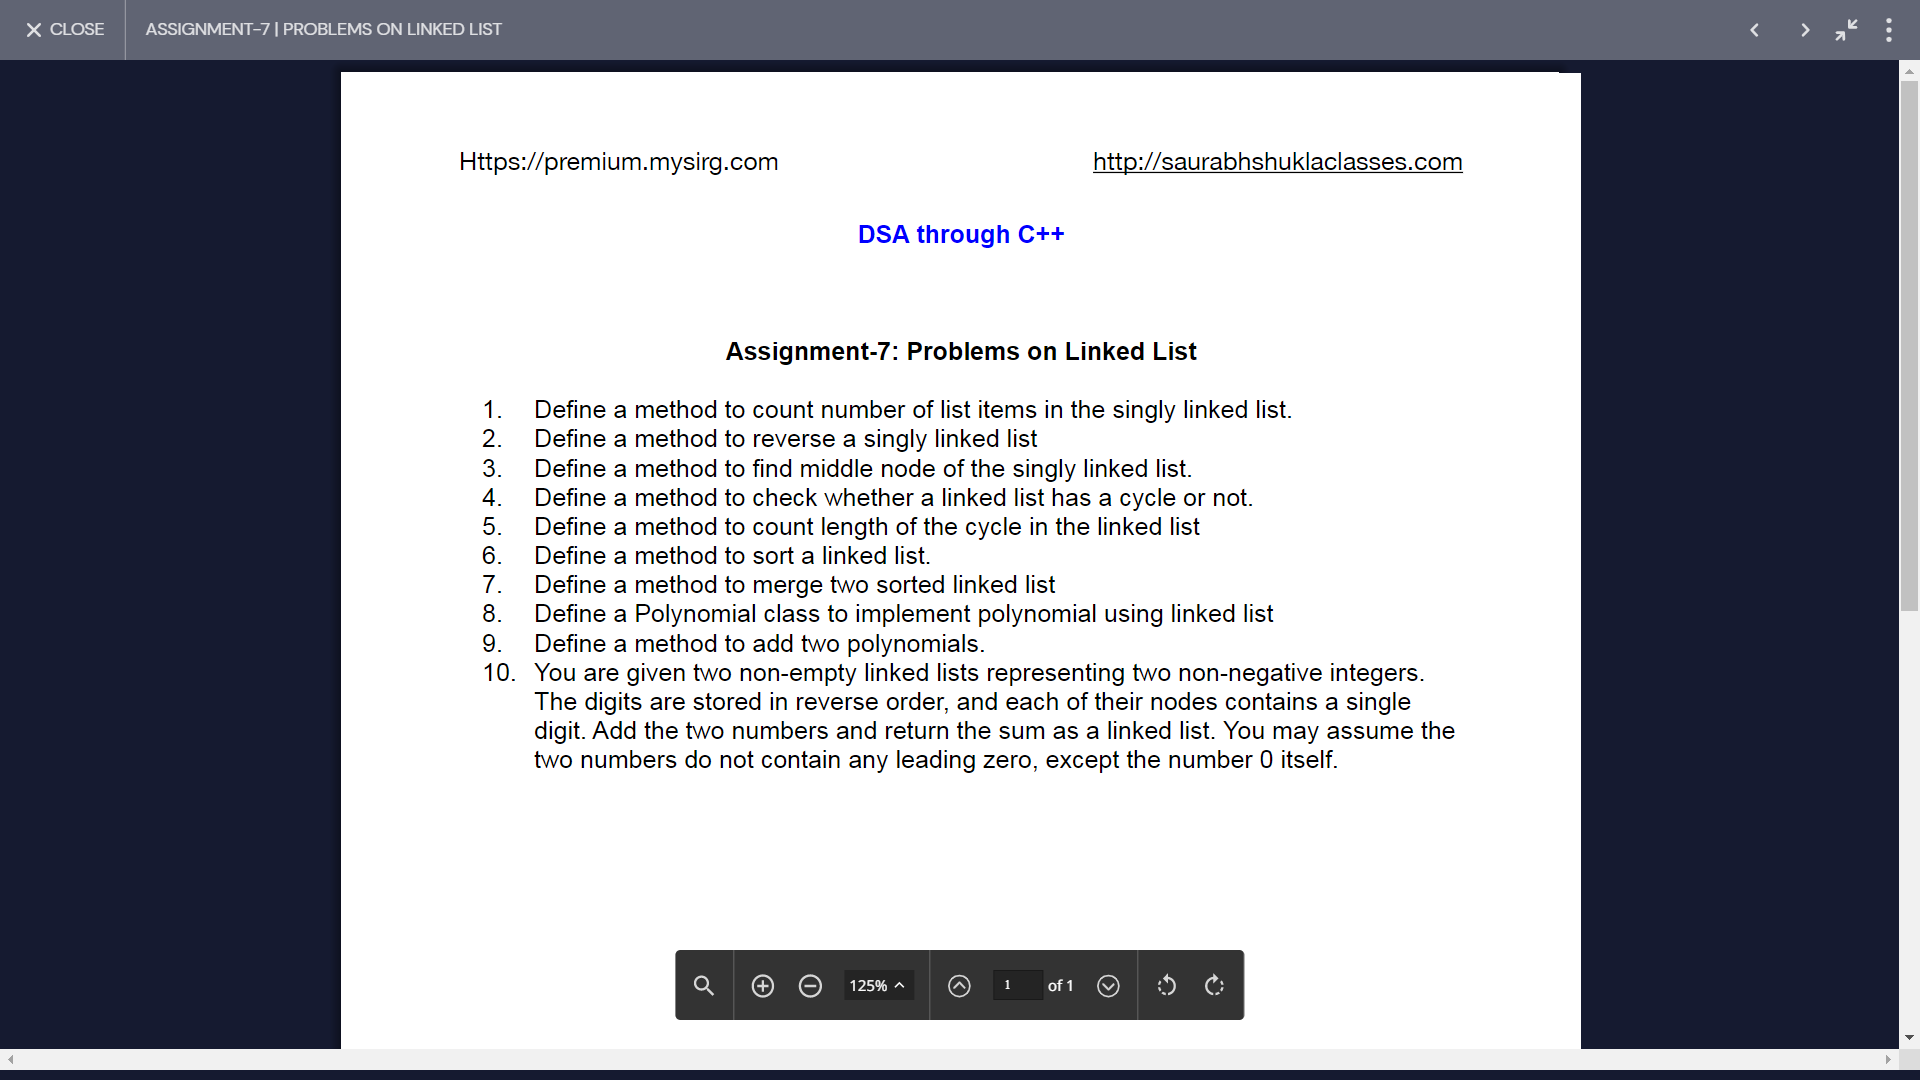 CLOSE
ASSIGNMENT-7 | PROBLEMS ON LINKED LIST
Https://premium.mysirg.com
http://saurabhshuklaclasses.com
DSA through C++
Assignment-7: Problems on Linked List
1. Define a method to count number of list items in the singly linked list.
2. Define a method to reverse a singly linked list
3. Define a method to find middle node of the singly linked list.
4. Define a method to check whether a linked list has a cycle or not.
5. Define a method to count length of the cycle in the linked list
6. Define a method to sort a linked list.
7. Define a method to merge two sorted linked list
8. Define a Polynomial class to implement polynomial using linked list
9. Define a method to add two polynomials.
10. You are given two non-empty linked lists representing two non-negative integers.
The digits are stored in reverse order, and each of their nodes contains a single
digit. Add the two numbers and return the sum as a linked list. You may assume the
two numbers do not contain any leading zero, except the number 0 itself.
125%
1 of 1